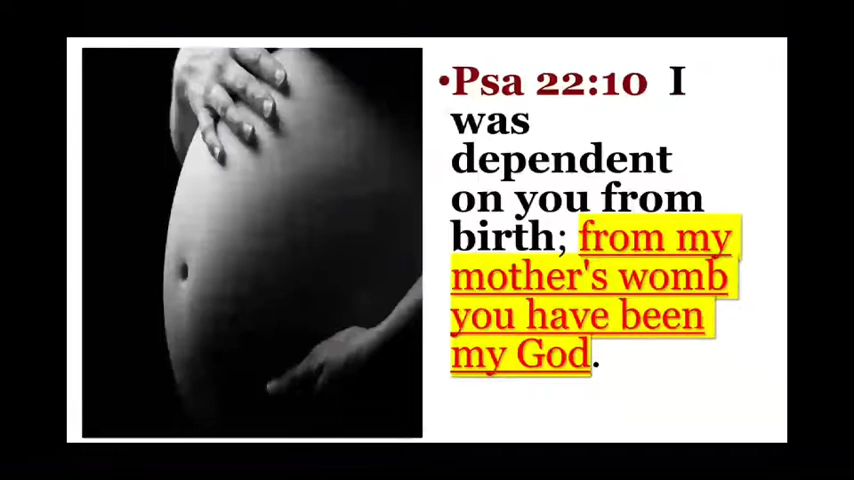 •Psa 22:10 I
was
dependent
on you from
birth; from my
mother's womb
you have been
my God.